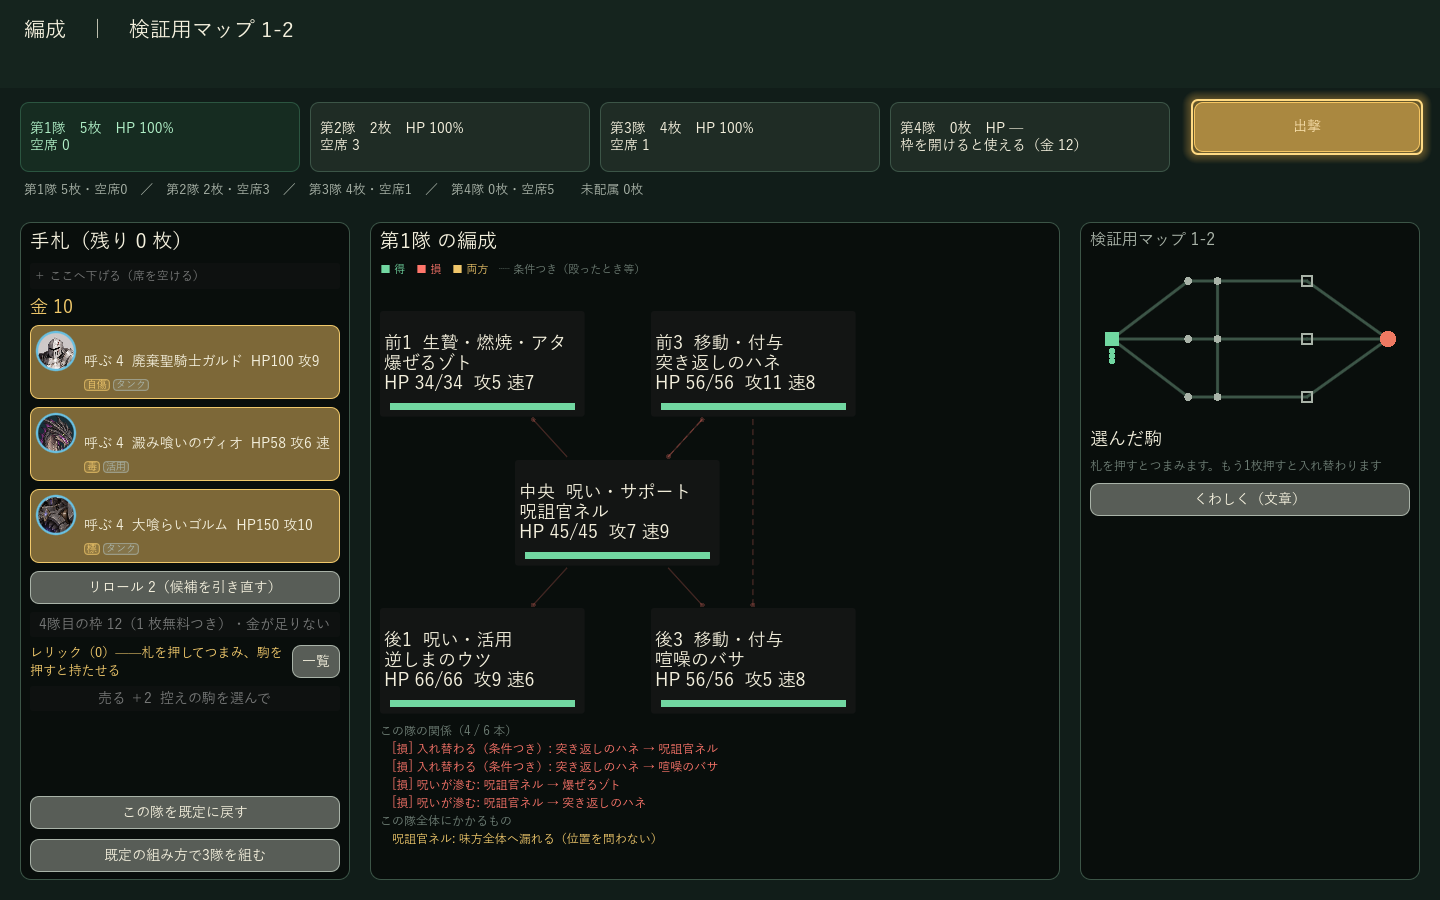 編成 ｜ 検証用マップ 1-2
第1隊 5枚 HP 100%
空席 0
第2隊 2枚 HP 100%
空席 3
第3隊 4枚 HP 100%
空席 1
第4隊 0枚 HP —
枠を開けると使える（金 12）
出撃
第1隊 5枚・空席0 ／ 第2隊 2枚・空席3 ／ 第3隊 4枚・空席1 ／ 第4隊 0枚・空席5 未配属 0枚
手札（残り 0 枚）
＋ ここへ下げる（席を空ける）
金 10
呼ぶ 4 廃棄聖騎士ガルド HP100 攻9
自傷 タンク
呼ぶ 4 澱み喰いのヴィオ HP58 攻6 速
毒 活用
呼ぶ 4 大喰らいゴルム HP150 攻10
タンク
リロール 2（候補を引き直す）
4隊目の枠 12（1 枚無料つき）・金が足りない
レリック（0）——札を押してつまみ、駒を
押すと持たせる
一覧
売る ＋2 控えの駒を選んで
この隊を既定に戻す
既定の組み方で3隊を組む
第1隊 の編成
■ 得 ■ 損 ■ 両方 ─ 条件つき（殴ったとき等）
前1 生贄・燃焼・アタ
爆ぜるゾト
HP 34/34 攻5 速7
前3 移動・付与
突き返しのハネ
HP 56/56 攻11 速8
中央 呪い・サポート
呪詛官ネル
HP 45/45 攻7 速9
後1 呪い・活用
逆しまのウツ
HP 66/66 攻9 速6
後3 移動・付与
喧噪のバサ
HP 56/56 攻5 速8
この隊の関係（4 / 6 本）
［損］入れ替わる（条件つき）: 突き返しのハネ → 呪詛官ネル
［損］入れ替わる（条件つき）: 突き返しのハネ → 喧噪のバサ
［損］呪いが滲む: 呪詛官ネル → 爆ぜるゾト
［損］呪いが滲む: 呪詛官ネル → 突き返しのハネ
この隊全体にかかるもの
呪詛官ネル: 味方全体へ漏れる（位置を問わない）
検証用マップ 1-2
選んだ駒
札を押すとつまみます。もう1枚押すと入れ替わります
くわしく（文章）